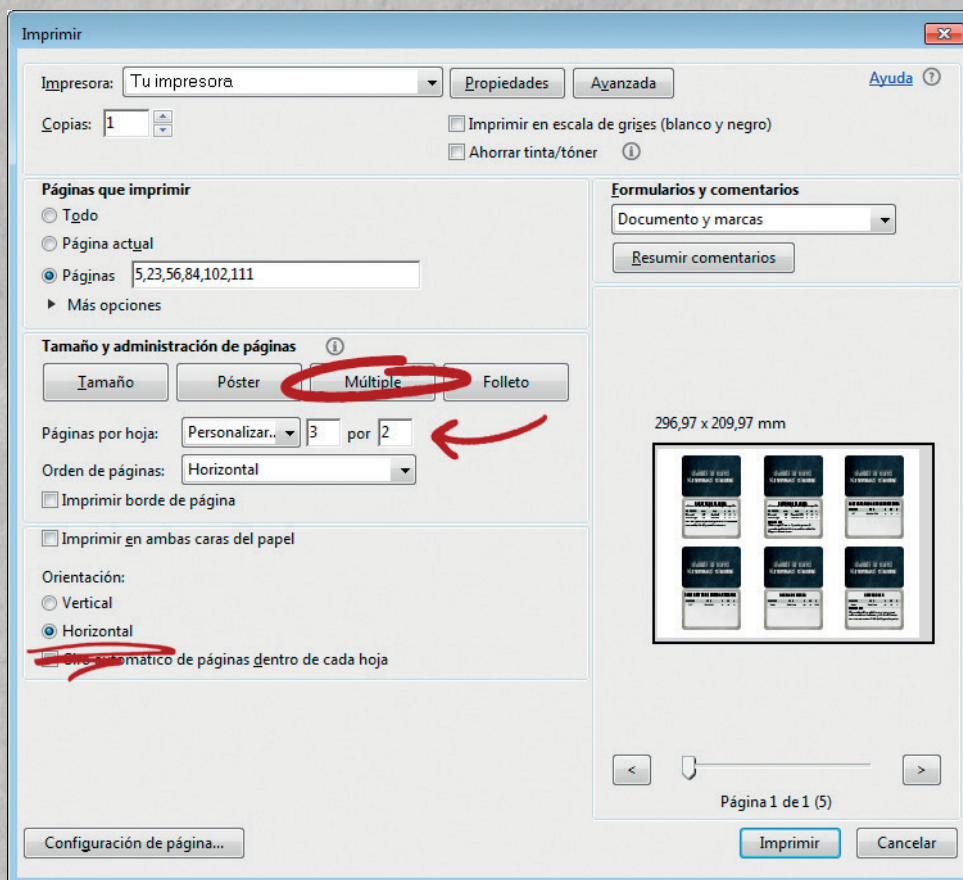 Imprimir
Impresora: Tu impresora Propiedades Avanzada Ayuda
Copias: 1 Imprimir en escala de grises (blanco y negro)
Ahorrar tinta/tóner
Páginas que imprimir
Todo
Página actual
Páginas 5,23,56,84,102,111
Más opciones
Formularios y comentarios
Documento y marcas
Resumir comentarios
Tamaño y administración de páginas
Tamaño Póster Múltiple Folleto
Páginas por hoja: Personalizar.. 3 por 2
Orden de páginas: Horizontal
Imprimir borde de página
Imprimir en ambas caras del papel
Orientación:
Vertical
Horizontal
Giro automático de páginas dentro de cada hoja
296,97 x 209,97 mm
< >
Página 1 de 1 (5)
Configuración de página... Imprimir Cancelar